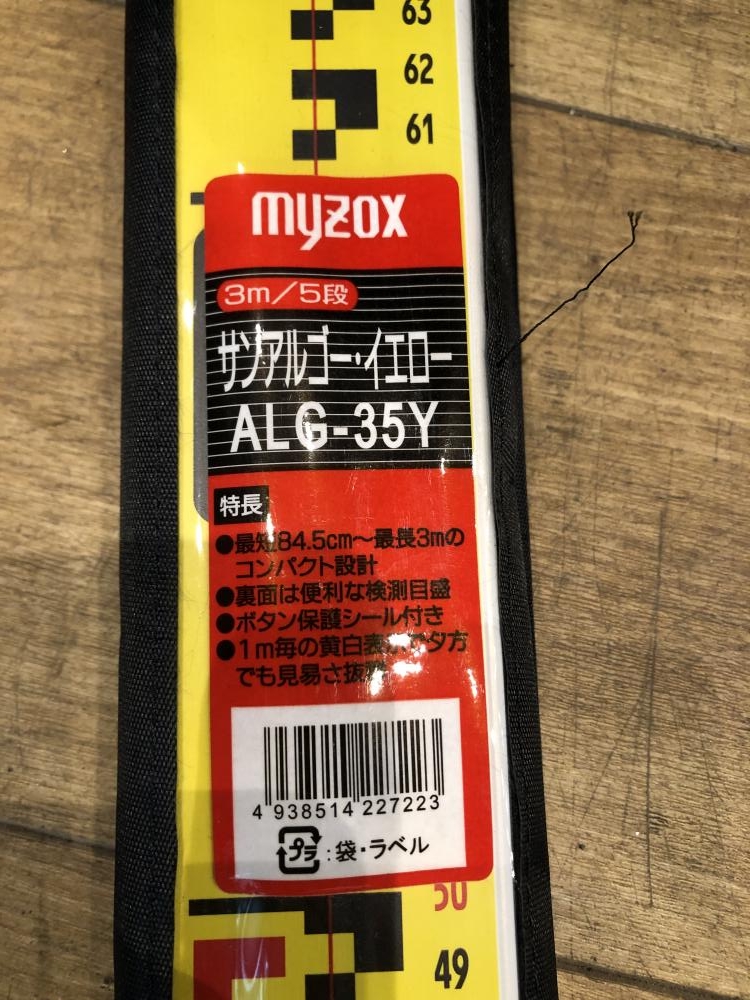 63
62
61
myzox
3m/5段
サンアルゴー・イエロー
ALG-35Y
特長
●最短84.5cm〜最長3mの
コンパクト設計
●裏面は便利な検測目盛
●ボタン保護シール付き
●1m毎の黄白表示で夕方
でも見易さ抜群
4 938514 227223
プラ:袋・ラベル
50
49